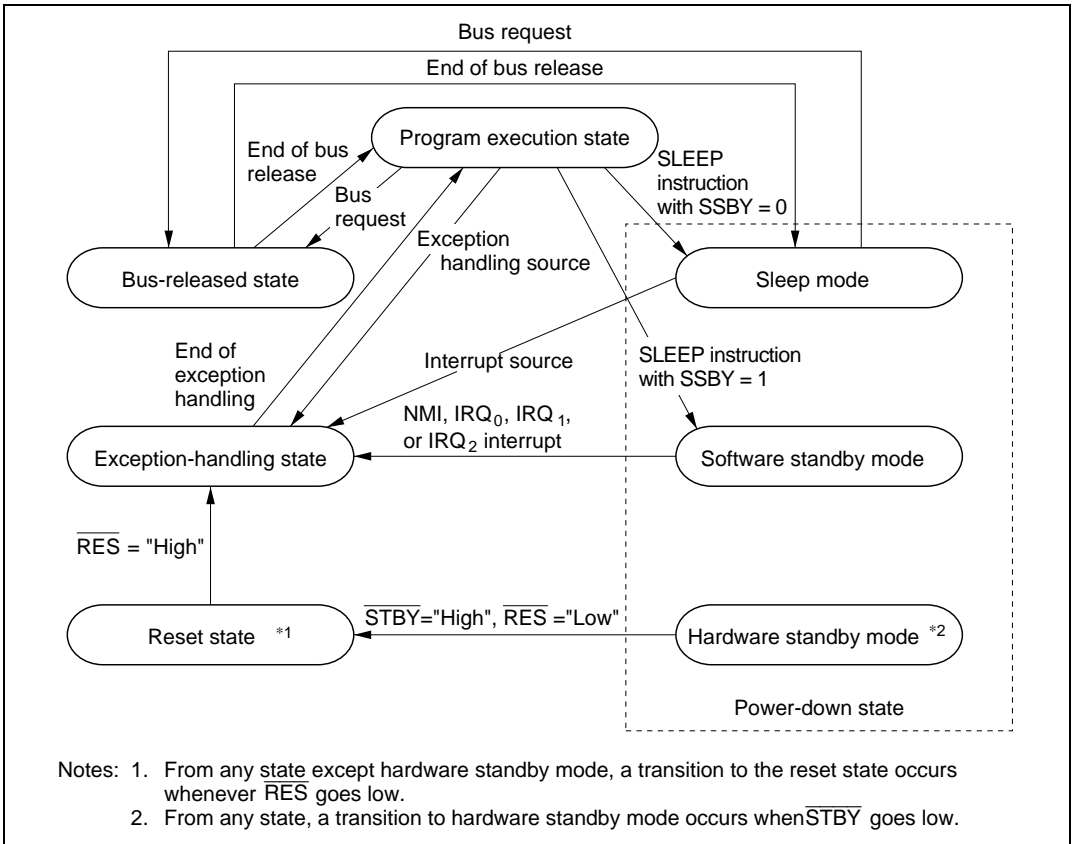 Bus request
End of bus release
Program execution state
End of bus
release
SLEEP
instruction
with SSBY = 0
Bus
request
Exception
handling source
Bus-released state
Sleep mode
End of
exception
handling
Interrupt source
SLEEP instruction
with SSBY = 1
NMI, IRQ0, IRQ1,
or IRQ2 interrupt
Exception-handling state
Software standby mode
RES = "High"
STBY="High", RES ="Low"
Reset state *1
Hardware standby mode *2
Power-down state
Notes: 1. From any state except hardware standby mode, a transition to the reset state occurs
whenever RES goes low.
2. From any state, a transition to hardware standby mode occurs when STBY goes low.